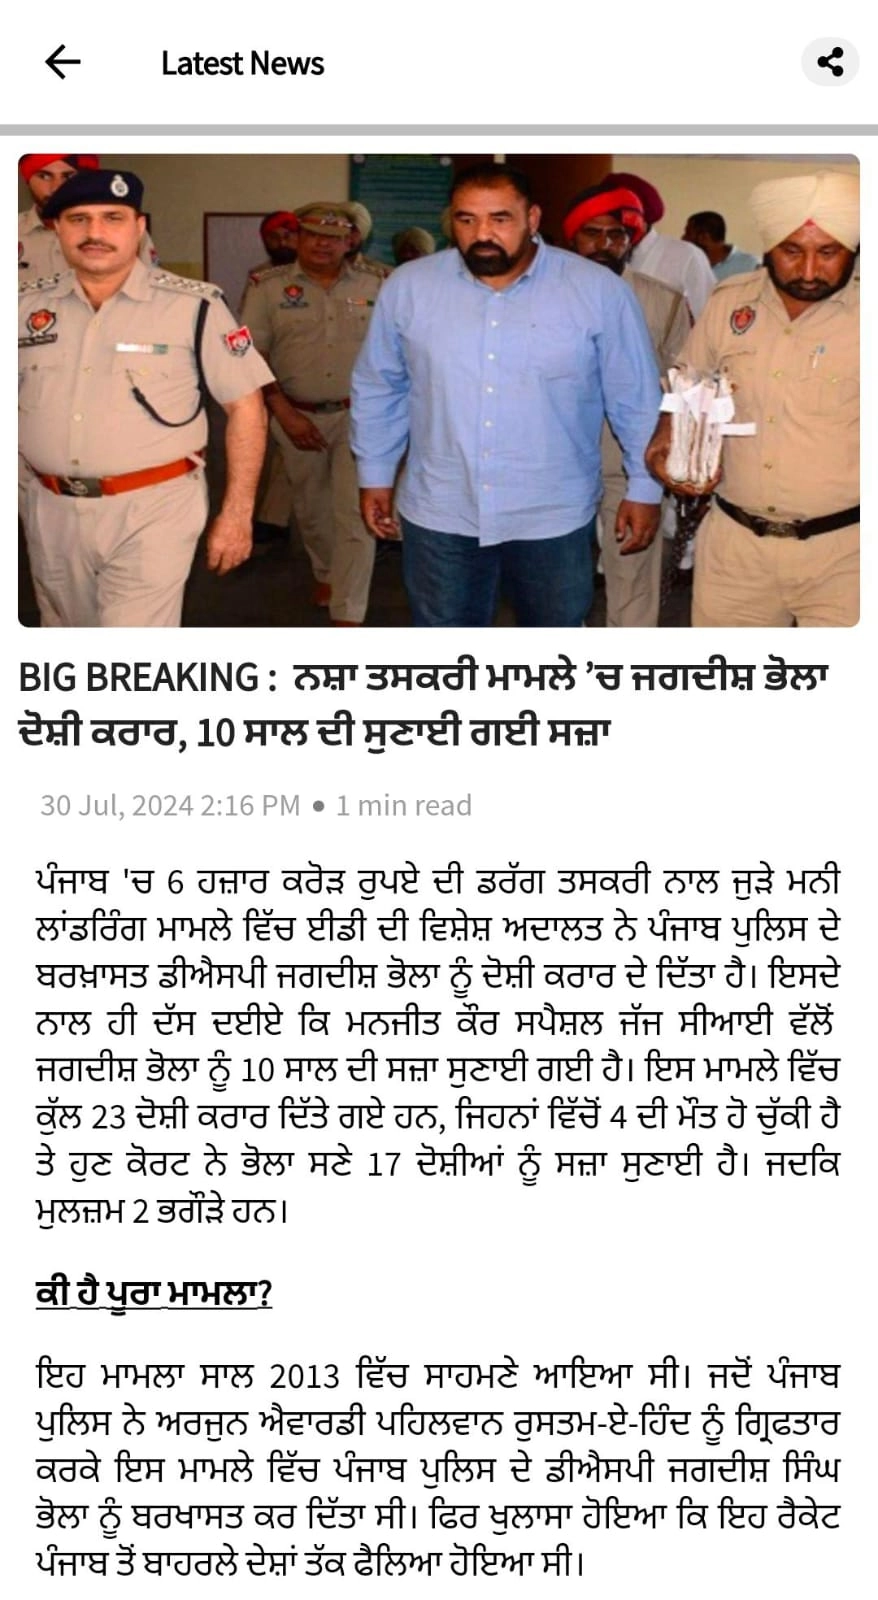 Latest News
BIG BREAKING : ਨਸ਼ਾ ਤਸਕਰੀ ਮਾਮਲੇ ’ਚ ਜਗਦੀਸ਼ ਭੋਲਾ
ਦੋਸ਼ੀ ਕਰਾਰ, 10 ਸਾਲ ਦੀ ਸੁਣਾਈ ਗਈ ਸਜ਼ਾ
30 Jul, 2024 2:16 PM • 1 min read
ਪੰਜਾਬ 'ਚ 6 ਹਜ਼ਾਰ ਕਰੋੜ ਰੁਪਏ ਦੀ ਡਰੱਗ ਤਸਕਰੀ ਨਾਲ ਜੁੜੇ ਮਨੀ
ਲਾਂਡਰਿੰਗ ਮਾਮਲੇ ਵਿੱਚ ਈਡੀ ਦੀ ਵਿਸ਼ੇਸ਼ ਅਦਾਲਤ ਨੇ ਪੰਜਾਬ ਪੁਲਿਸ ਦੇ
ਬਰਖ਼ਾਸਤ ਡੀਐਸਪੀ ਜਗਦੀਸ਼ ਭੋਲਾ ਨੂੰ ਦੋਸ਼ੀ ਕਰਾਰ ਦੇ ਦਿੱਤਾ ਹੈ। ਇਸਦੇ
ਨਾਲ ਹੀ ਦੱਸ ਦਈਏ ਕਿ ਮਨਜੀਤ ਕੌਰ ਸਪੈਸ਼ਲ ਜੱਜ ਸੀਆਈ ਵੱਲੋਂ
ਜਗਦੀਸ਼ ਭੋਲਾ ਨੂੰ 10 ਸਾਲ ਦੀ ਸਜ਼ਾ ਸੁਣਾਈ ਗਈ ਹੈ। ਇਸ ਮਾਮਲੇ ਵਿੱਚ
ਕੁੱਲ 23 ਦੋਸ਼ੀ ਕਰਾਰ ਦਿੱਤੇ ਗਏ ਹਨ, ਜਿਹਨਾਂ ਵਿੱਚੋਂ 4 ਦੀ ਮੌਤ ਹੋ ਚੁੱਕੀ ਹੈ
ਤੇ ਹੁਣ ਕੋਰਟ ਨੇ ਭੋਲਾ ਸਣੇ 17 ਦੋਸ਼ੀਆਂ ਨੂੰ ਸਜ਼ਾ ਸੁਣਾਈ ਹੈ। ਜਦਕਿ
ਮੁਲਜ਼ਮ 2 ਭਗੌੜੇ ਹਨ।
ਕੀ ਹੈ ਪੂਰਾ ਮਾਮਲਾ?
ਇਹ ਮਾਮਲਾ ਸਾਲ 2013 ਵਿੱਚ ਸਾਹਮਣੇ ਆਇਆ ਸੀ। ਜਦੋਂ ਪੰਜਾਬ
ਪੁਲਿਸ ਨੇ ਅਰਜੁਨ ਐਵਾਰਡੀ ਪਹਿਲਵਾਨ ਰੁਸਤਮ-ਏ-ਹਿੰਦ ਨੂੰ ਗ੍ਰਿਫਤਾਰ
ਕਰਕੇ ਇਸ ਮਾਮਲੇ ਵਿੱਚ ਪੰਜਾਬ ਪੁਲਿਸ ਦੇ ਡੀਐਸਪੀ ਜਗਦੀਸ਼ ਸਿੰਘ
ਭੋਲਾ ਨੂੰ ਬਰਖਾਸਤ ਕਰ ਦਿੱਤਾ ਸੀ। ਫਿਰ ਖੁਲਾਸਾ ਹੋਇਆ ਕਿ ਇਹ ਰੈਕੇਟ
ਪੰਜਾਬ ਤੋਂ ਬਾਹਰਲੇ ਦੇਸ਼ਾਂ ਤੱਕ ਫੈਲਿਆ ਹੋਇਆ ਸੀ।